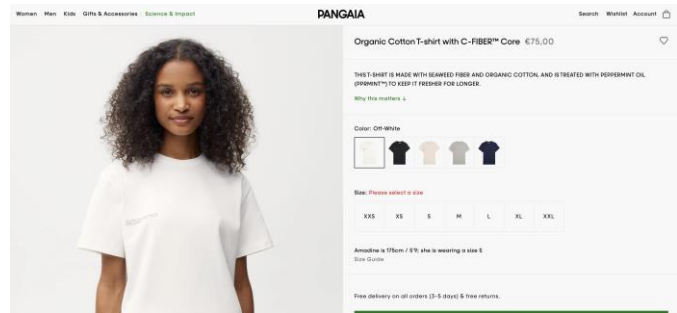 Women Men Kids Gifts & Accessories Science & Impact
PANGAIA
Search Wishlist Account
Organic Cotton T-shirt with C-FIBER™ Core €75,00
THIS T-SHIRT IS MADE WITH SEAWEED FIBER AND ORGANIC COTTON, AND IS TREATED WITH PEPPERMINT OIL
(PPRMINT™) TO KEEP IT FRESHER FOR LONGER.
Why this matters ↓
Color: Off-White
Size: Please select a size
XXS XS S M L XL XXL
Amadine is 175cm / 5'9; she is wearing a size S
Size Guide
Free delivery on all orders (3-5 days) & free returns.